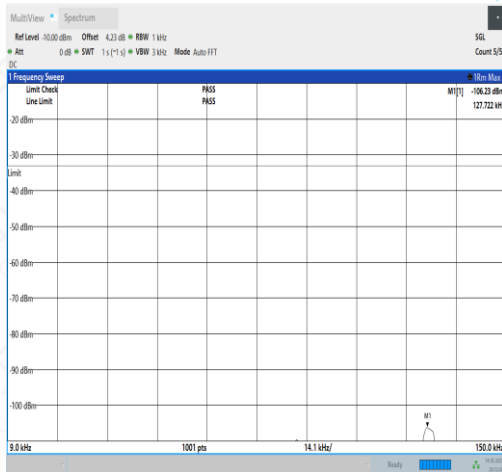 MultiView Spectrum
Ref Level -10.00 dBm Offset 4.23 dB RBW 1 kHz SGL
Att 0 dB SWT 1 s (~1 s) VBW 3 kHz Mode Auto FFT Count 5/5
DC
1 Frequency Sweep 1Rm Max
Limit Check PASS M1[1] -106.23 dBm
Line Limit PASS 127.722 kH
-20 dBm
-30 dBm
Limit
-40 dBm
-50 dBm
-60 dBm
-70 dBm
-80 dBm
-90 dBm
-100 dBm
M1
9.0 kHz 1001 pts 14.1 kHz/ 150.0 kHz
Ready